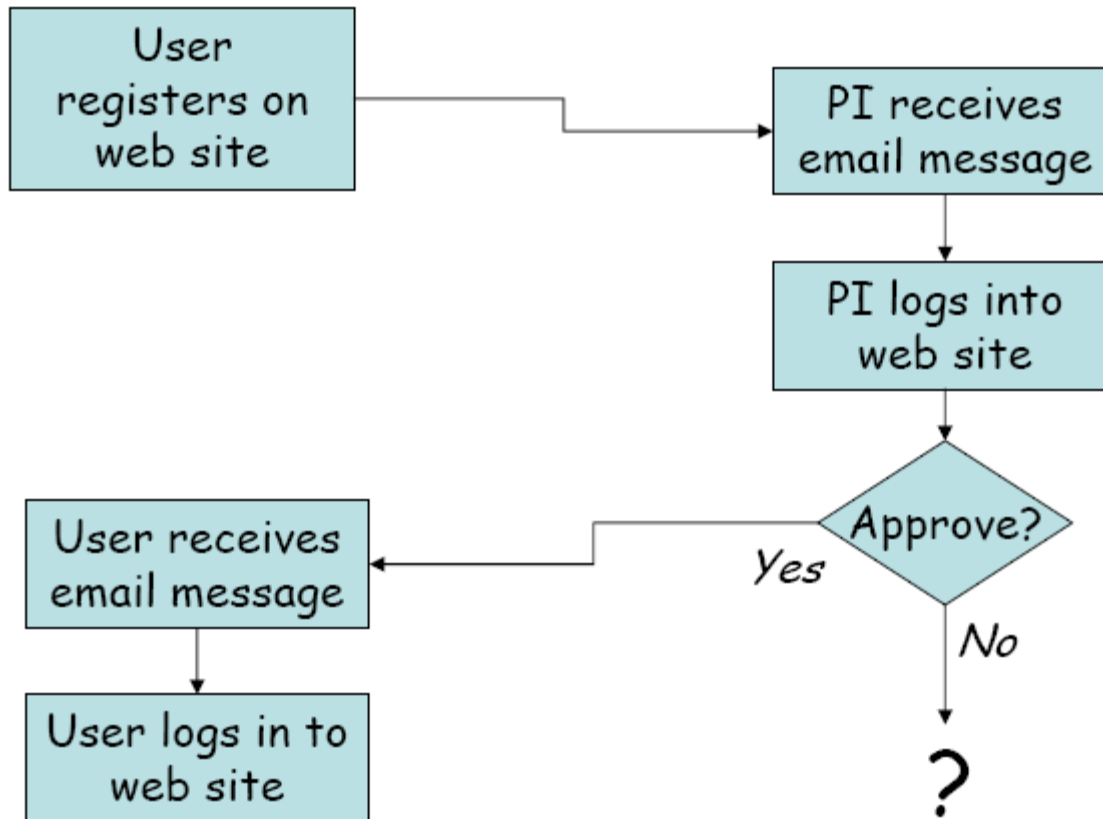 User
registers on
web site
PI receives
email message
PI logs into
web site
Approve?
Yes
No
?
User receives
email message
User logs in to
web site